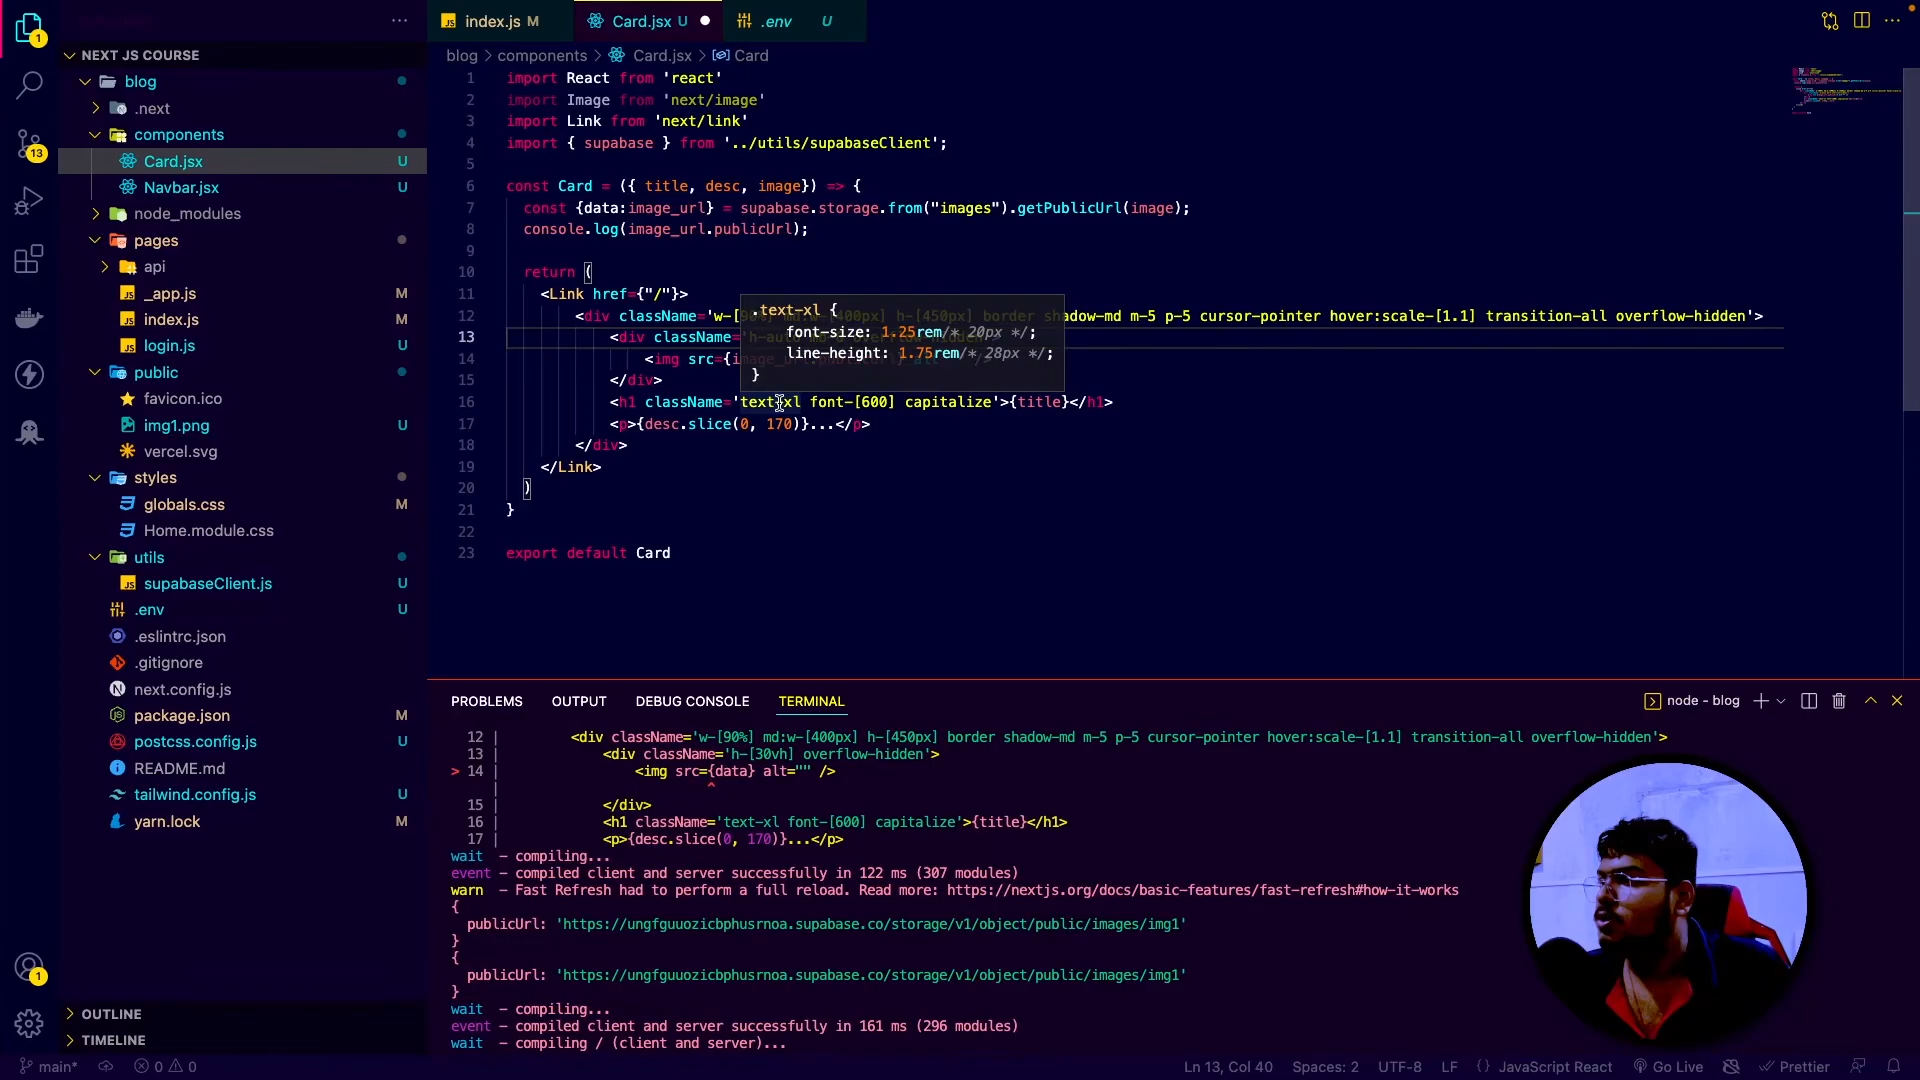 index.js M
Card.jsx U
.env U
NEXT JS COURSE
blog
.next
components
Card.jsx U
Navbar.jsx U
node_modules
pages
api
_app.js M
index.js M
login.js U
public
favicon.ico
img1.png U
vercel.svg
styles
globals.css M
Home.module.css
utils
supabaseClient.js U
.env U
.eslintrc.json
.gitignore
next.config.js
package.json M
postcss.config.js U
README.md
tailwind.config.js U
yarn.lock M
OUTLINE
TIMELINE
1
13
1
blog > components > Card.jsx > Card
1 import React from 'react'
2 import Image from 'next/image'
3 import Link from 'next/link'
4 import { supabase } from '../utils/supabaseClient';
5
6 const Card = ({ title, desc, image}) => {
7 const {data:image_url} = supabase.storage.from("images").getPublicUrl(image);
8 console.log(image_url.publicUrl);
9
10 return (
11 <Link href={"/"}>
12 <div className='w-[90%] md:w-[400px] h-[450px] border shadow-md m-5 p-5 cursor-pointer hover:scale-[1.1] transition-all overflow-hidden'>
13 <div className=
14 <img src={
15 </div>
16 <h1 className='text-xl font-[600] capitalize'>{title}</h1>
17 <p>{desc.slice(0, 170)}...</p>
18 </div>
19 </Link>
20 )
21 }
22
23 export default Card
.text-xl {
font-size: 1.25rem/* 20px */;
line-height: 1.75rem/* 28px */;
}
PROBLEMS OUTPUT DEBUG CONSOLE TERMINAL
node - blog
12 | <div className='w-[90%] md:w-[400px] h-[450px] border shadow-md m-5 p-5 cursor-pointer hover:scale-[1.1] transition-all overflow-hidden'>
13 | <div className='h-[30vh] overflow-hidden'>
> 14 | <img src={data} alt="" />
| ^
15 | </div>
16 | <h1 className='text-xl font-[600] capitalize'>{title}</h1>
17 | <p>{desc.slice(0, 170)}...</p>
wait - compiling...
event - compiled client and server successfully in 122 ms (307 modules)
warn - Fast Refresh had to perform a full reload. Read more: https://nextjs.org/docs/basic-features/fast-refresh#how-it-works
{
publicUrl: 'https://ungfguuozicbphusrnoa.supabase.co/storage/v1/object/public/images/img1'
}
{
publicUrl: 'https://ungfguuozicbphusrnoa.supabase.co/storage/v1/object/public/images/img1'
}
wait - compiling...
event - compiled client and server successfully in 161 ms (296 modules)
wait - compiling / (client and server)...
main* 0 0
Ln 13, Col 40 Spaces: 2 UTF-8 LF {} JavaScript React Go Live Prettier